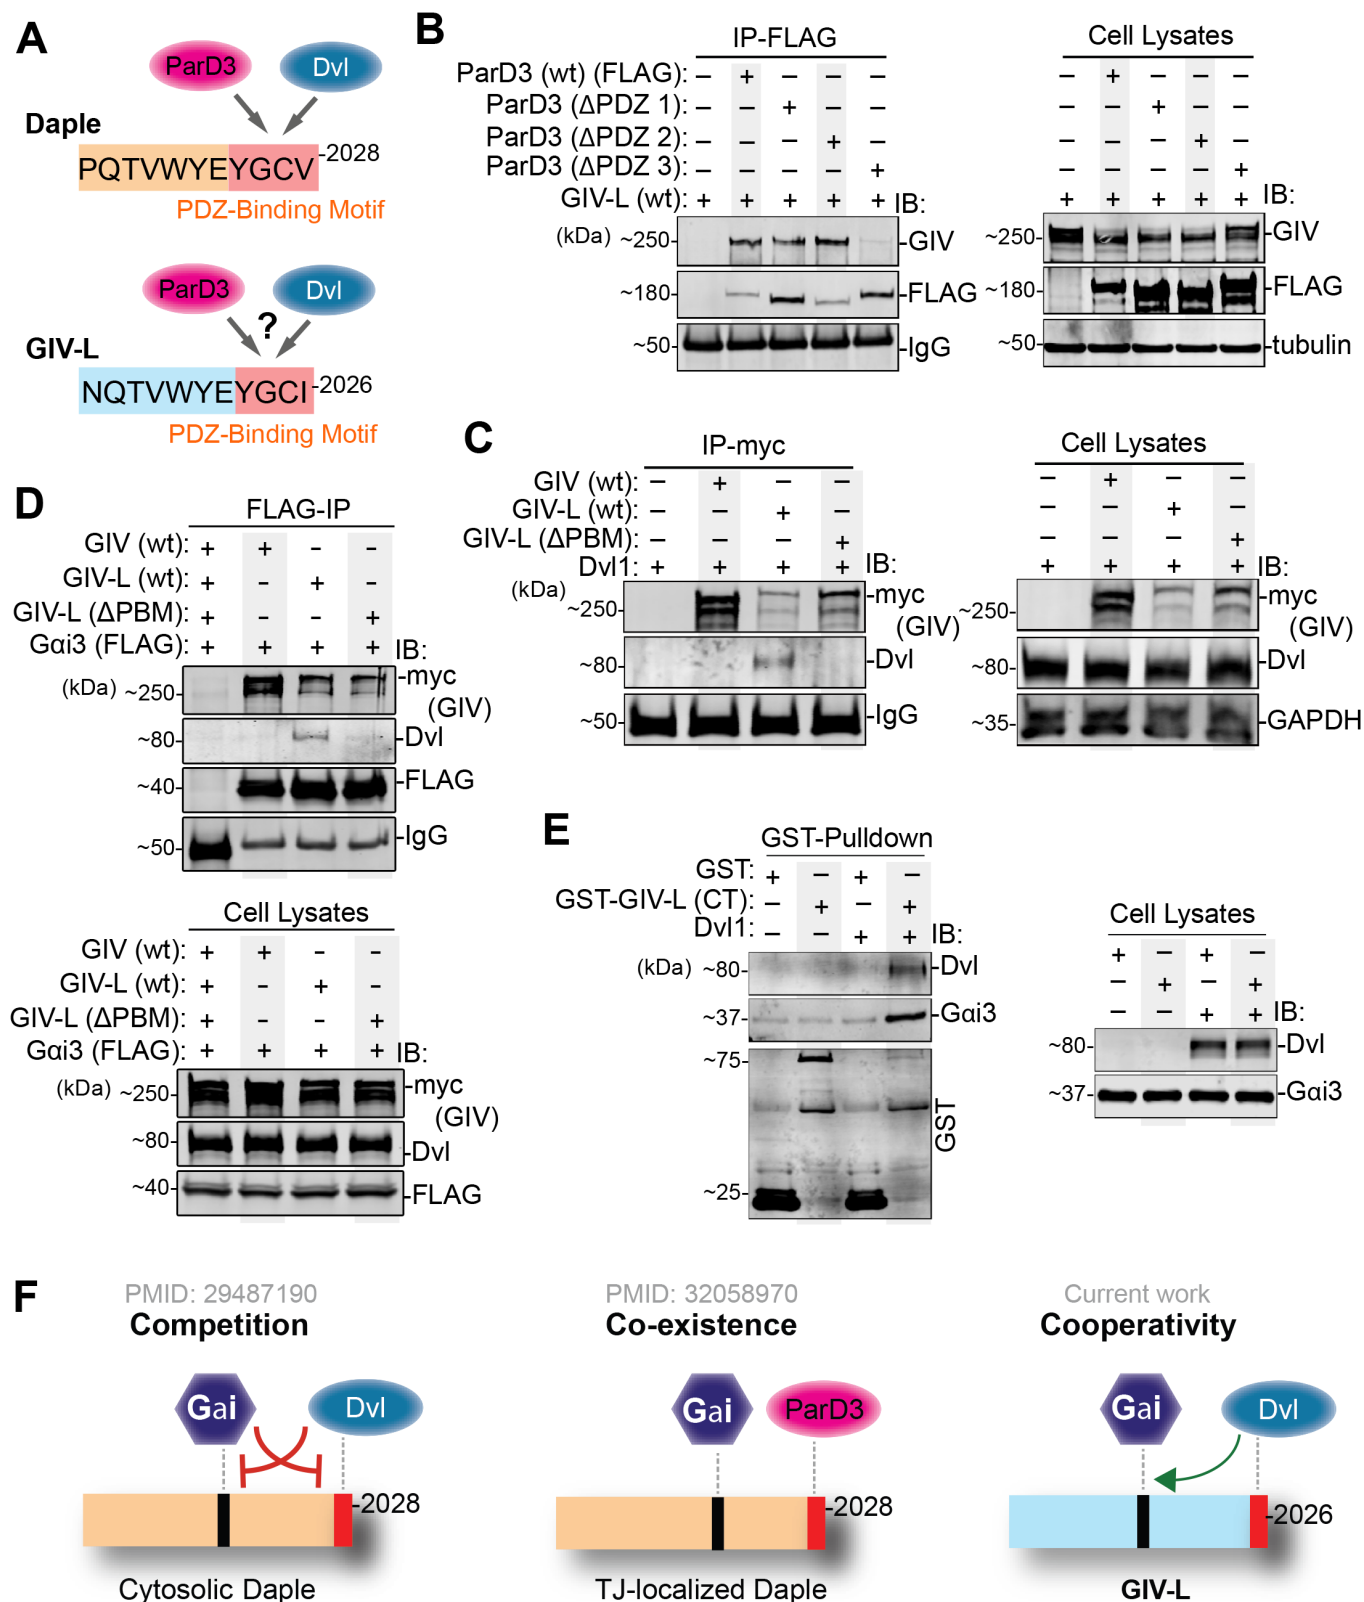 A
ParD3 Dvl
Daple
PQTVWYEYGCV -2028
PDZ-Binding Motif
ParD3 Dvl
?
GIV-L
NQTVWYEYGCI -2026
PDZ-Binding Motif
B
IP-FLAG Cell Lysates
ParD3 (wt) (FLAG): – + – – – – + – – +
ParD3 (ΔPDZ 1): – – + – – – – + – –
ParD3 (ΔPDZ 2): – – – + – – – – + –
ParD3 (ΔPDZ 3): – – – – + – – – – +
GIV-L (wt): + + + + + IB: + + + + + IB:
(kDa) ~250- -GIV ~250- -GIV
~180- -FLAG ~180- -FLAG
~50- -IgG ~50- -tubulin
C
IP-myc Cell Lysates
GIV (wt): – + – – – + – –
GIV-L (wt): – – + – – – + –
GIV-L (ΔPBM): – – – + – – – +
Dvl1: + + + + IB: + + + + IB:
(kDa) ~250- -myc (GIV) ~250- -myc (GIV)
~80- -Dvl ~80- -Dvl
~50- -IgG ~35- -GAPDH
D
FLAG-IP
GIV (wt): + + – –
GIV-L (wt): + – + –
GIV-L (ΔPBM): + – – +
Gαi3 (FLAG): + + + + IB:
(kDa) ~250- -myc
(GIV)
~80- -Dvl
~40- -FLAG
~50- -IgG
Cell Lysates
GIV (wt): + + – –
GIV-L (wt): + – + –
GIV-L (ΔPBM): + – – +
Gαi3 (FLAG): + + + + IB:
(kDa) ~250- -myc
(GIV)
~80- -Dvl
~40- -FLAG
E
GST-Pulldown Cell Lysates
GST: + – + – + – + –
GST-GIV-L (CT): – + – + – + – +
Dvl1: – – + + IB: – – + + IB:
(kDa) ~80- -Dvl ~80- -Dvl
~37- -Gαi3 ~37- -Gαi3
~75-
GST
~25-
F
PMID: 29487190 PMID: 32058970 Current work
Competition Co-existence Cooperativity
Gαi Dvl Gαi ParD3 Gαi Dvl
-2028 -2028 -2026
Cytosolic Daple TJ-localized Daple GIV-L